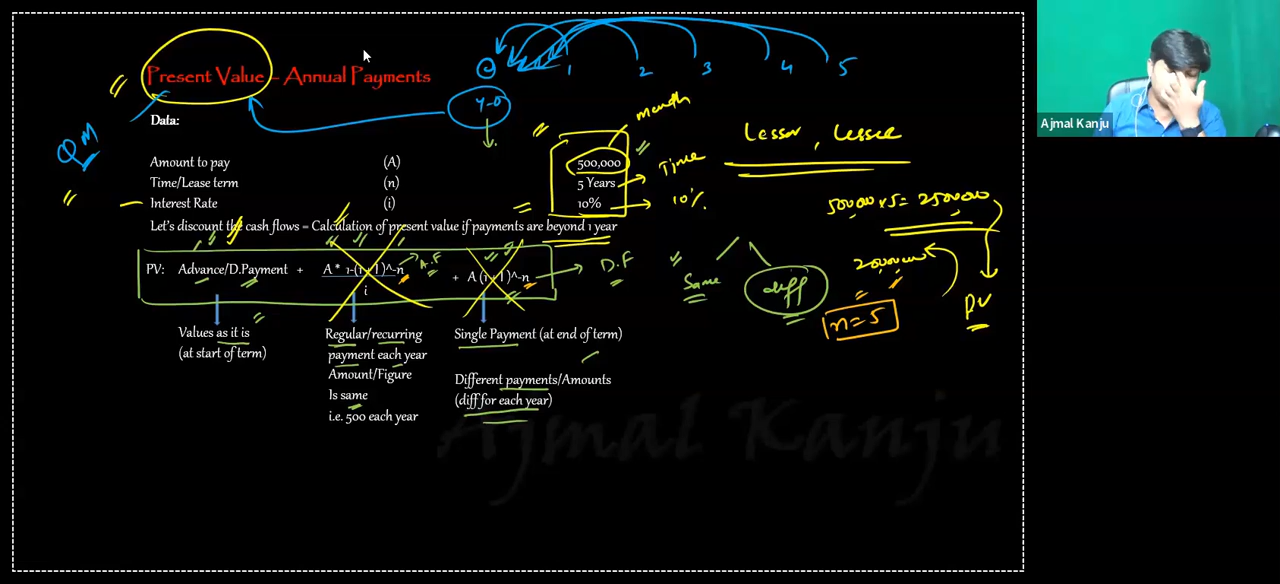 0 1 2 3 4 5
Present Value – Annual Payments
Y-0
month
QM
Data:
Lessor, Lessee
Amount to pay (A) 500,000
Time
Time/Lease term (n) 5 Years
Interest Rate (i) 10% 10%
500000 x 5 = 2500000
Let's discount the cash flows = Calculation of present value if payments are beyond 1 year
PV: Advance/D.Payment + A * 1-(1+i)^-n + A (1+i)^-n
i
A.F
D.F
Same
diff
2000000
PV
n=5
Values as it is
(at start of term)
Regular/recurring
payment each year
Amount/Figure
Is same
i.e. 500 each year
Single Payment (at end of term)
Different payments/Amounts
(diff for each year)
Ajmal Kanju
Ajmal Kanju